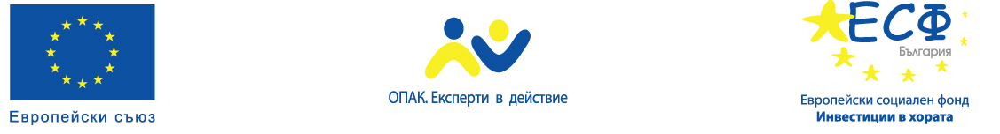 Европейски съюз
ОПАК. Експерти в действие
ЕСФ
България
Европейски социален фонд
Инвестиции в хората